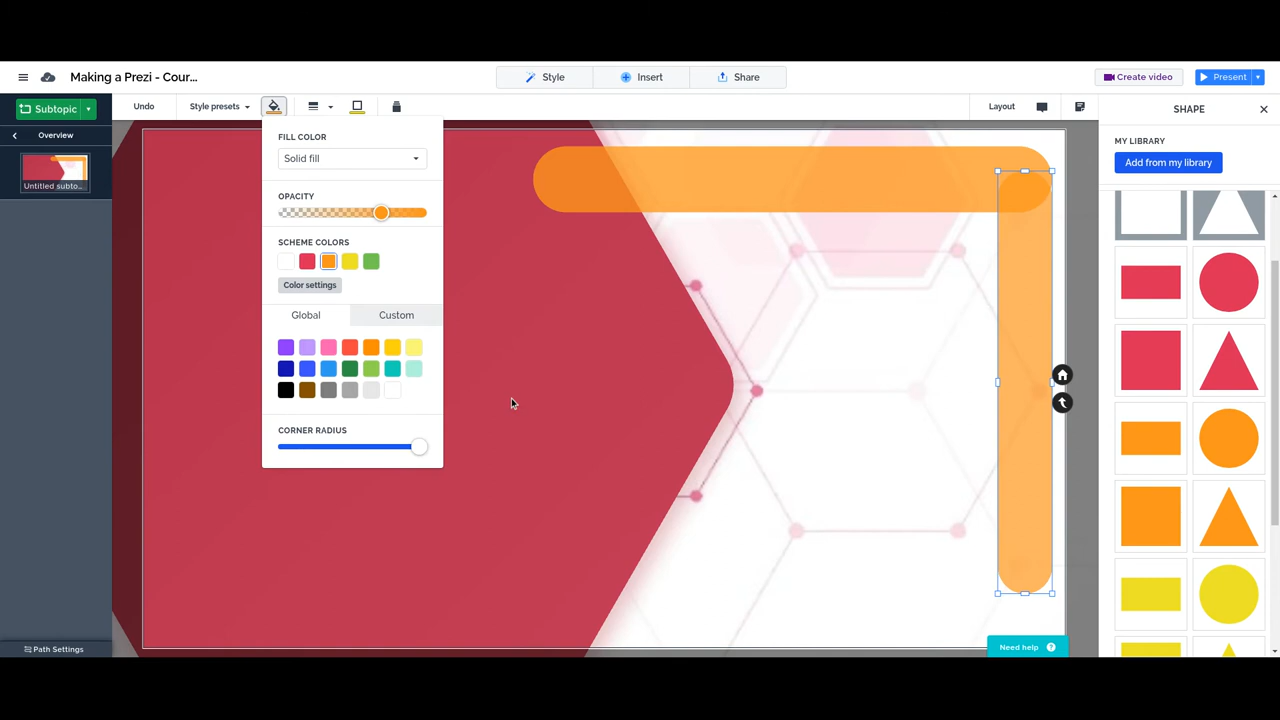 Making a Prezi - Cour...
Style
Insert
Share
Create video
Present
Subtopic
Undo
Style presets
Layout
SHAPE
Overview
FILL COLOR
Solid fill
MY LIBRARY
Add from my library
Untitled subto...
OPACITY
SCHEME COLORS
Color settings
Global
Custom
CORNER RADIUS
Path Settings
Need help
?